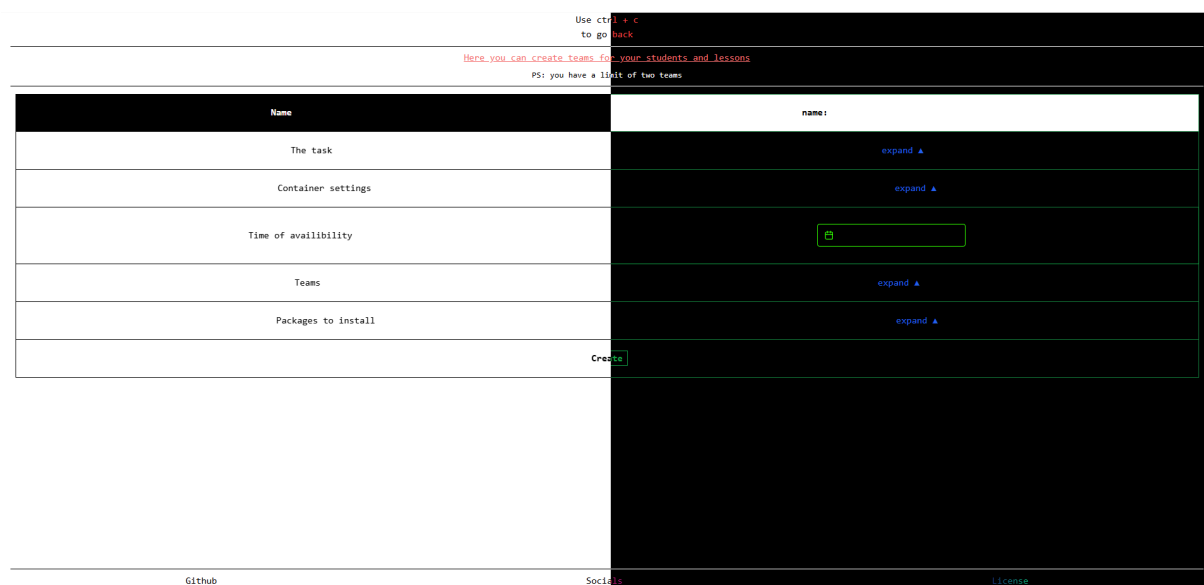 Use ctrl + c
to go back
Here you can create teams for your students and lessons
PS: you have a limit of two teams
Name name:
The task expand ▲
Container settings expand ▲
Time of availibility
Teams expand ▲
Packages to install expand ▲
Create
Github Socials License